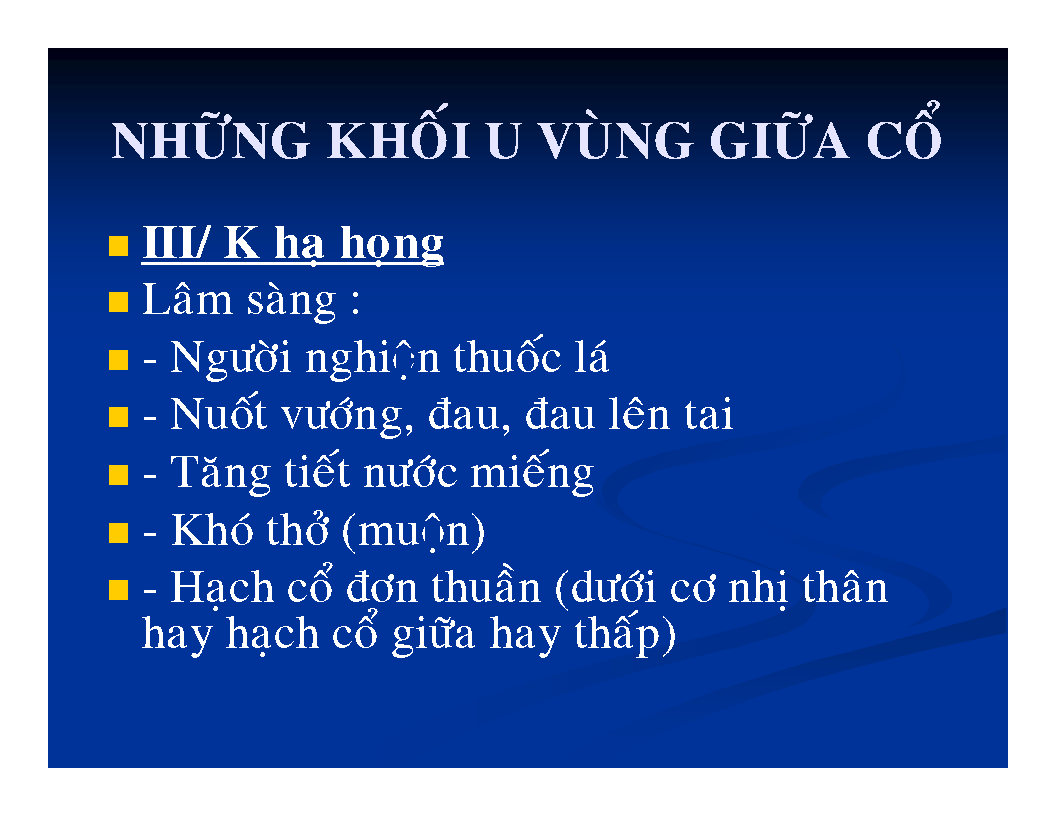 NHỮNG KHỐI U VÙNG GIỮA CỔ
III/ K hạ họng
Lâm sàng :
- Người nghiện thuốc lá
- Nuốt vướng, đau, đau lên tai
- Tăng tiết nước miếng
- Khó thở (muộn)
- Hạch cổ đơn thuần (dưới cơ nhị thân
hay hạch cổ giữa hay thấp)